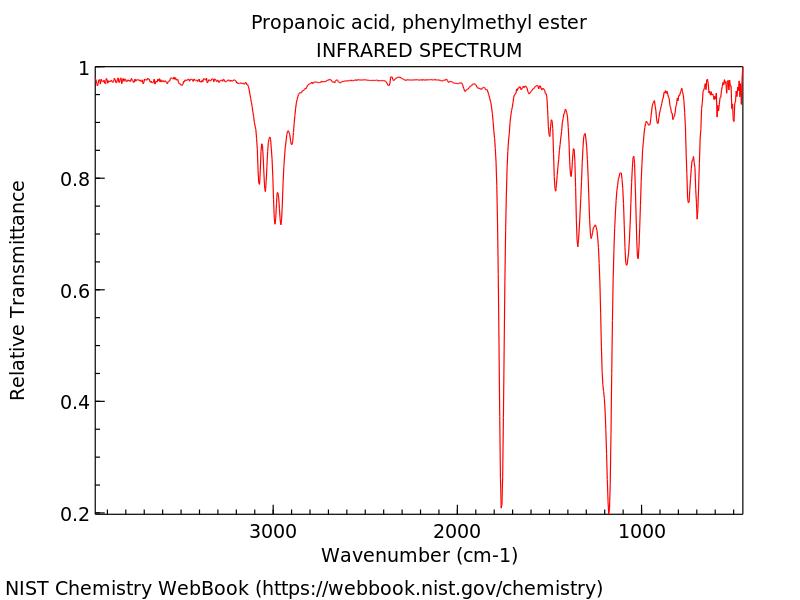 Propanoic acid, phenylmethyl ester
INFRARED SPECTRUM
1
0.8
0.6
0.4
0.2
Relative Transmittance
3000 2000 1000
Wavenumber (cm-1)
NIST Chemistry WebBook (https://webbook.nist.gov/chemistry)